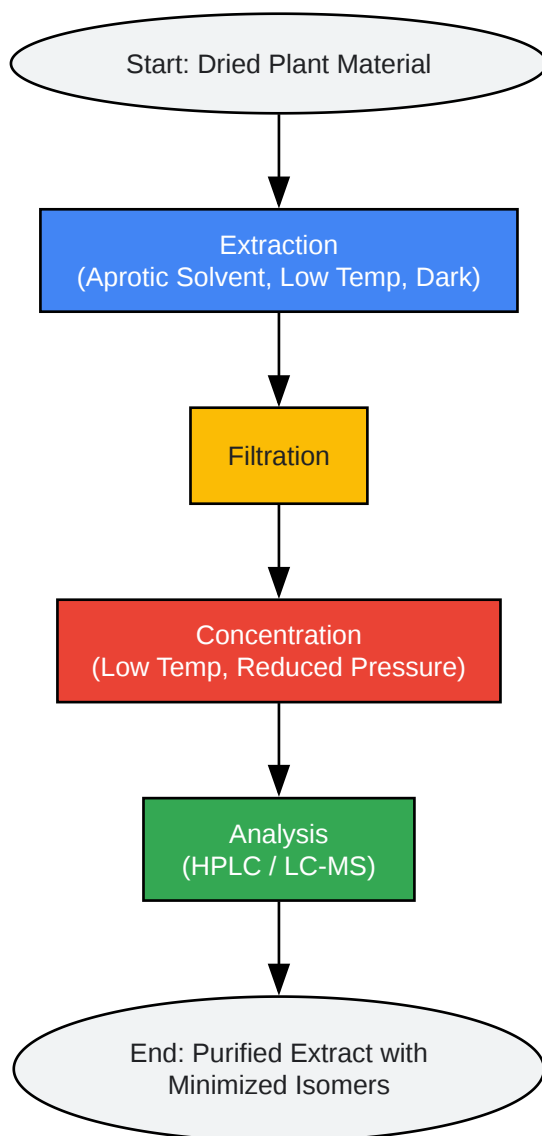 Start: Dried Plant Material
Extraction
(Aprotic Solvent, Low Temp, Dark)
Filtration
Concentration
(Low Temp, Reduced Pressure)
Analysis
(HPLC / LC-MS)
End: Purified Extract with
Minimized Isomers